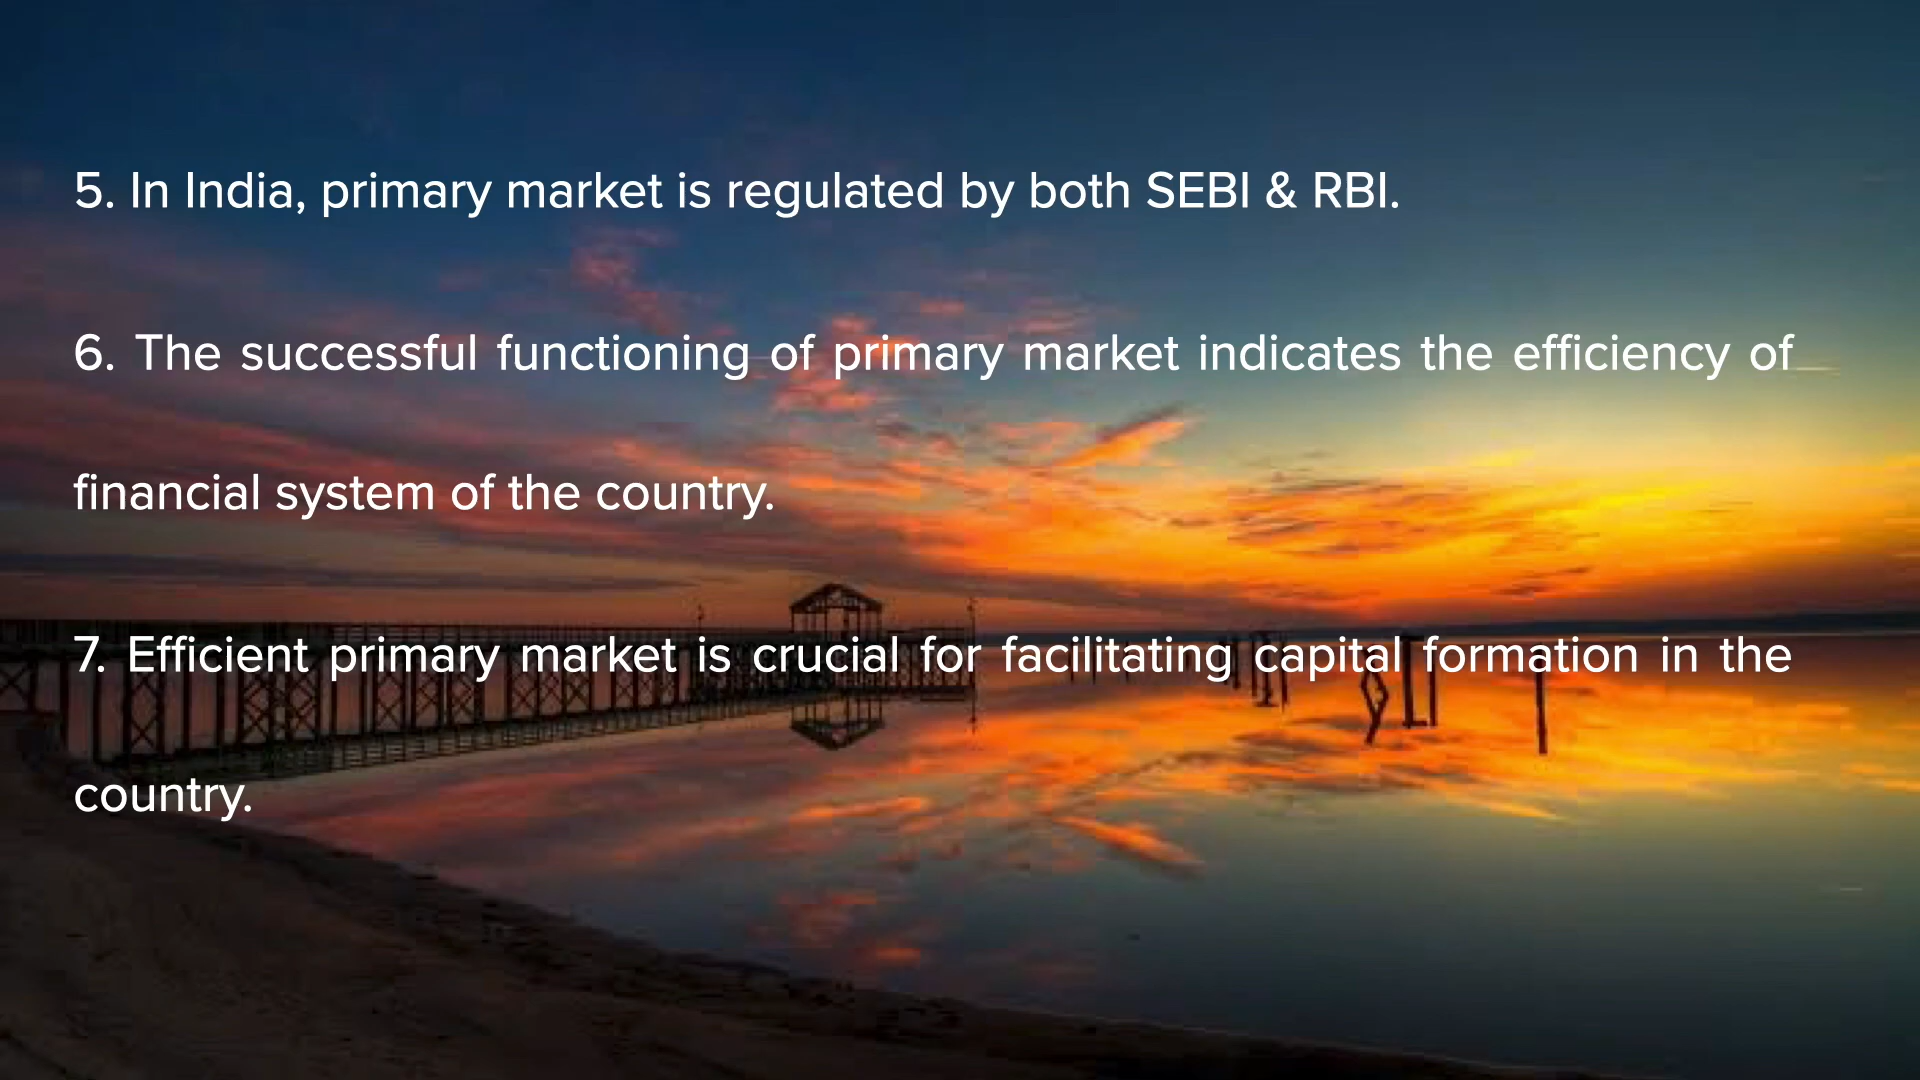 5. In India, primary market is regulated by both SEBI & RBI.
6. The successful functioning of primary market indicates the efficiency of
financial system of the country.
7. Efficient primary market is crucial for facilitating capital formation in the
country.